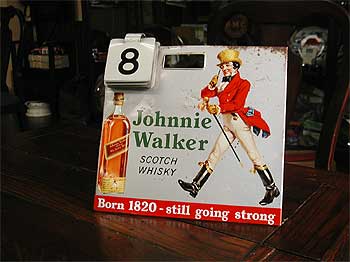 8
Johnnie
Walker
SCOTCH
WHISKY
Born 1820 - still going strong